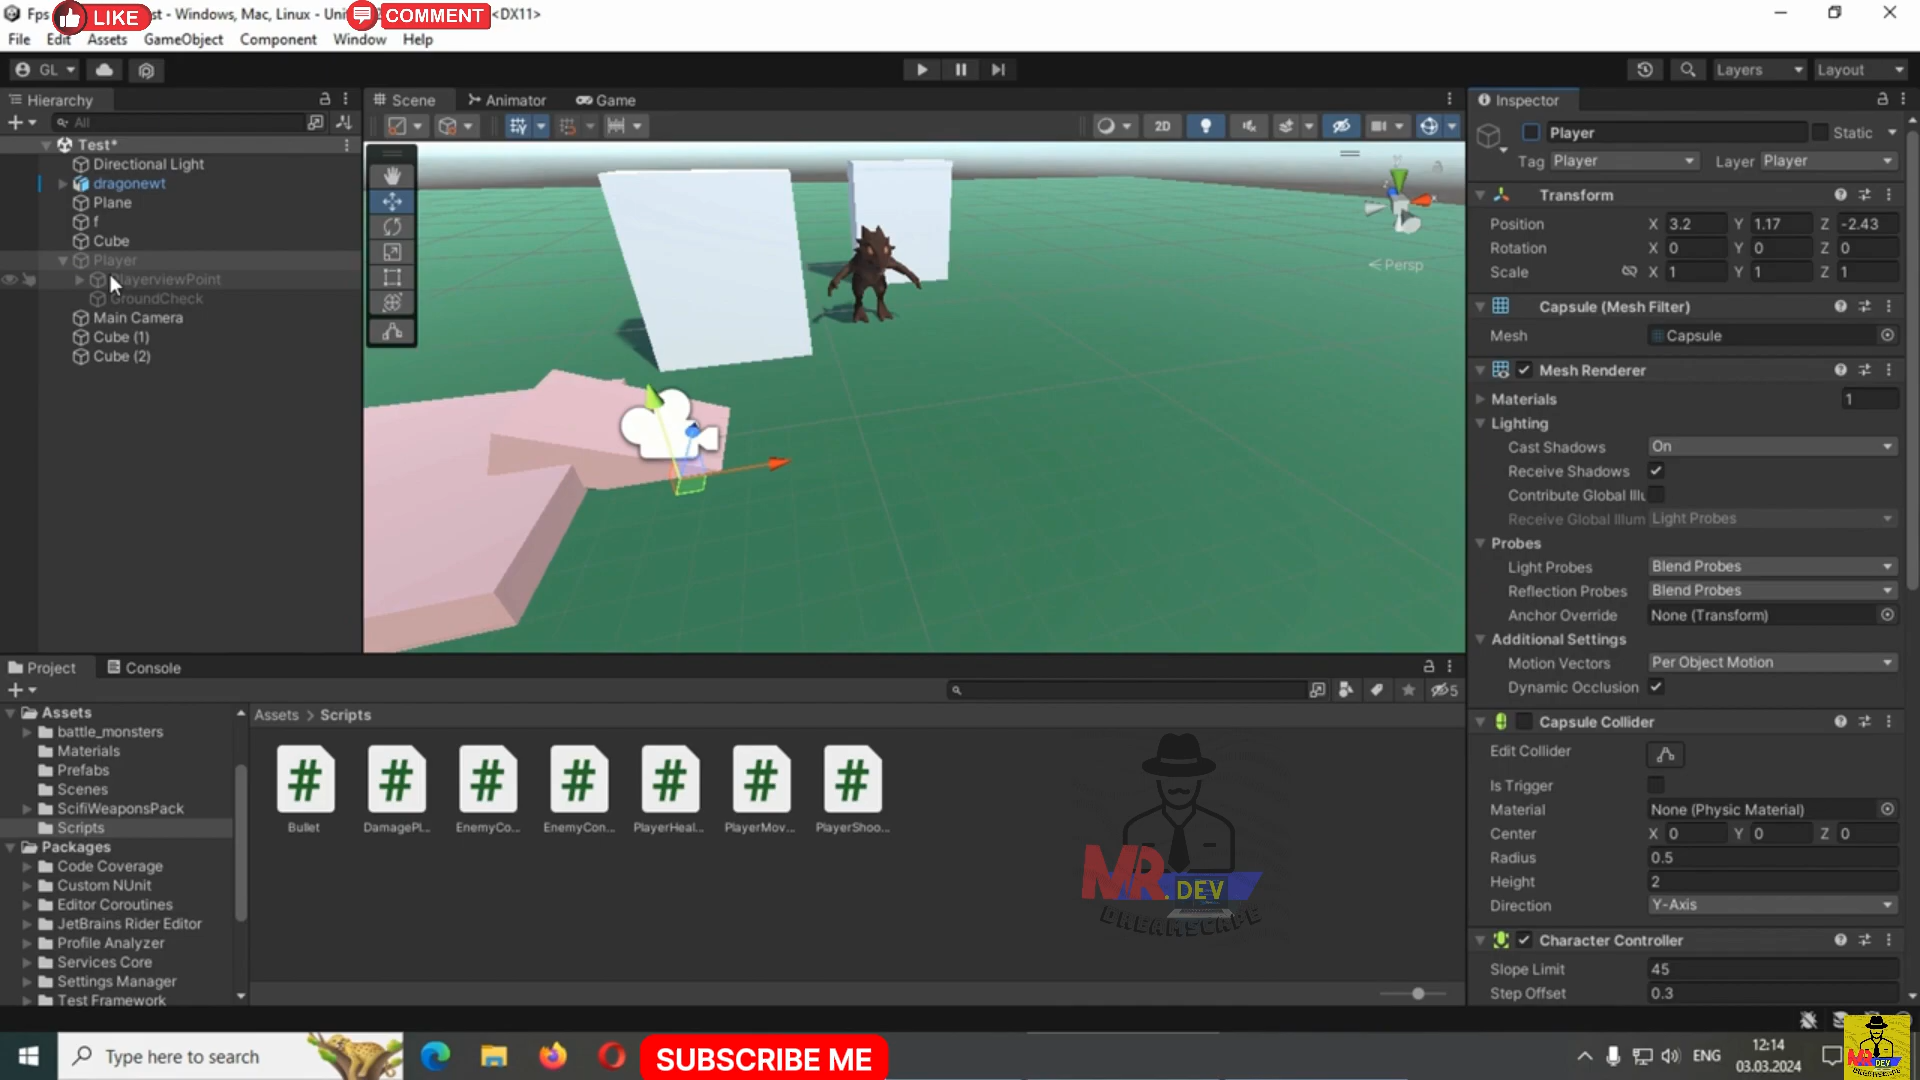 Fps
st - Windows, Mac, Linux - Uni
<DX11>
LIKE
COMMENT
File Edit Assets GameObject Component Window Help
GL
Layers
Layout
Hierarchy
All
Test*
Directional Light
dragonewt
Plane
f
Cube
Player
PlayerviewPoint
GroundCheck
Main Camera
Cube (1)
Cube (2)
Scene
Animator
Game
2D
Persp
Inspector
Player
Static
Tag Player
Layer Player
Transform
Position X 3.2 Y 1.17 Z -2.43
Rotation X 0 Y 0 Z 0
Scale X 1 Y 1 Z 1
Capsule (Mesh Filter)
Mesh Capsule
Mesh Renderer
Materials 1
Lighting
Cast Shadows On
Receive Shadows
Contribute Global Illu
Receive Global Illum Light Probes
Probes
Light Probes Blend Probes
Reflection Probes Blend Probes
Anchor Override None (Transform)
Additional Settings
Motion Vectors Per Object Motion
Dynamic Occlusion
Capsule Collider
Edit Collider
Is Trigger
Material None (Physic Material)
Center X 0 Y 0 Z 0
Radius 0.5
Height 2
Direction Y-Axis
Character Controller
Slope Limit 45
Step Offset 0.3
Project
Console
5
Assets
battle_monsters
Materials
Prefabs
Scenes
ScifiWeaponsPack
Scripts
Packages
Code Coverage
Custom NUnit
Editor Coroutines
JetBrains Rider Editor
Profile Analyzer
Services Core
Settings Manager
Test Framework
Assets > Scripts
Bullet
DamagePl...
EnemyCo...
EnemyCon...
PlayerHeal...
PlayerMov...
PlayerShoo...
MR.DEV
DREAMSCAPE
Type here to search
SUBSCRIBE ME
ENG
12:14
03.03.2024
MR.DEV